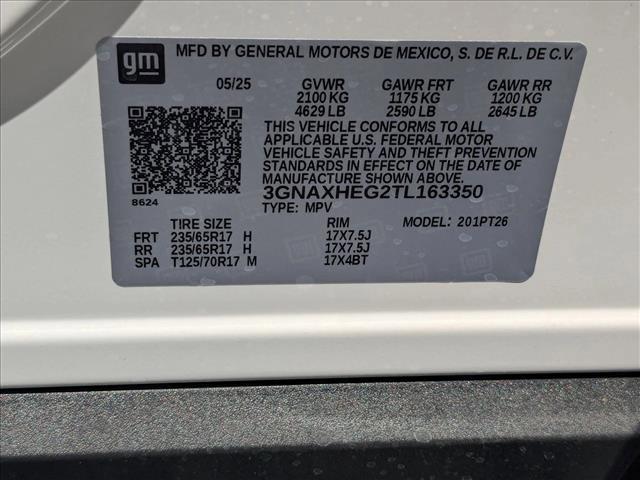 gm MFD BY GENERAL MOTORS DE MEXICO, S. DE R.L. DE C.V.
05/25 GVWR GAWR FRT GAWR RR
2100 KG 1175 KG 1200 KG
4629 LB 2590 LB 2645 LB
THIS VEHICLE CONFORMS TO ALL
APPLICABLE U.S. FEDERAL MOTOR
VEHICLE SAFETY AND THEFT PREVENTION
STANDARDS IN EFFECT ON THE DATE OF
MANUFACTURE SHOWN ABOVE.
3GNAXHEG2TL163350
8624
TYPE: MPV
TIRE SIZE RIM MODEL: 201PT26
FRT 235/65R17 H 17X7.5J
RR 235/65R17 H 17X7.5J
SPA T125/70R17 M 17X4BT